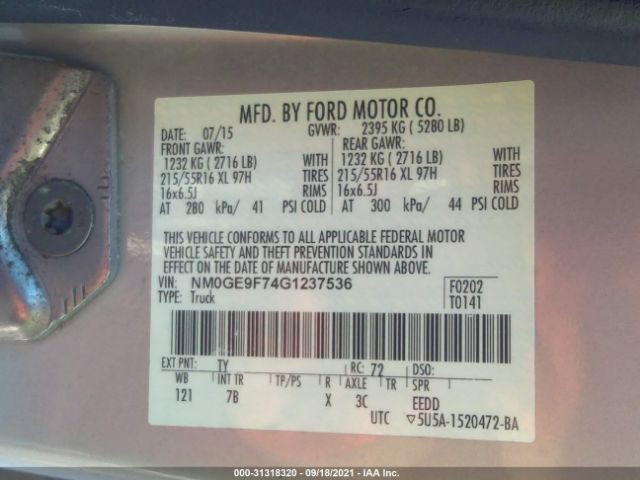 MFD. BY FORD MOTOR CO.
DATE: 07/15 GVWR: 2395 KG ( 5280 LB)
FRONT GAWR: REAR GAWR:
1232 KG ( 2716 LB) WITH 1232 KG ( 2716 LB) WITH
215/55R16 XL 97H TIRES 215/55R16 XL 97H TIRES
16x6.5J RIMS 16x6.5J RIMS
AT 280 kPa/ 41 PSI COLD AT 300 kPa/ 44 PSI COLD
THIS VEHICLE CONFORMS TO ALL APPLICABLE FEDERAL MOTOR
VEHICLE SAFETY AND THEFT PREVENTION STANDARDS IN
EFFECT ON THE DATE OF MANUFACTURE SHOWN ABOVE.
VIN: NM0GE9F74G1237536 F0202
TYPE: Truck T0141
EXT PNT: TY RC: 72 DSO:
WB INT TR TP/PS R AXLE TR SPR
121 7B X 3C EEDD
UTC ▽5U5A-1520472-BA
000-31318320 - 09/18/2021 - IAA Inc.